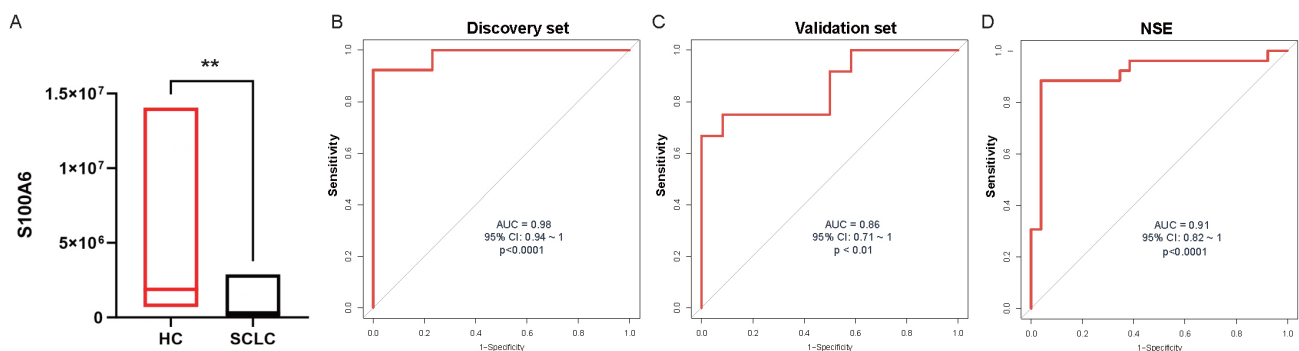 A
**
S100A6
1.5×10⁷
1×10⁷
5×10⁶
0
HC SCLC
B
Discovery set
Sensitivity
1.0
0.8
0.6
0.4
0.2
0.0
AUC = 0.98
95% CI: 0.94 ~ 1
p<0.0001
0.0 0.2 0.4 0.6 0.8 1.0
1-Specificity
C
Validation set
Sensitivity
1.0
0.8
0.6
0.4
0.2
0.0
AUC = 0.86
95% CI: 0.71 ~ 1
p < 0.01
0.0 0.2 0.4 0.6 0.8 1.0
1-Specificity
D
NSE
Sensitivity
1.0
0.8
0.6
0.4
0.2
0.0
AUC = 0.91
95% CI: 0.82 ~ 1
p<0.0001
0.0 0.2 0.4 0.6 0.8 1.0
1-Specificity